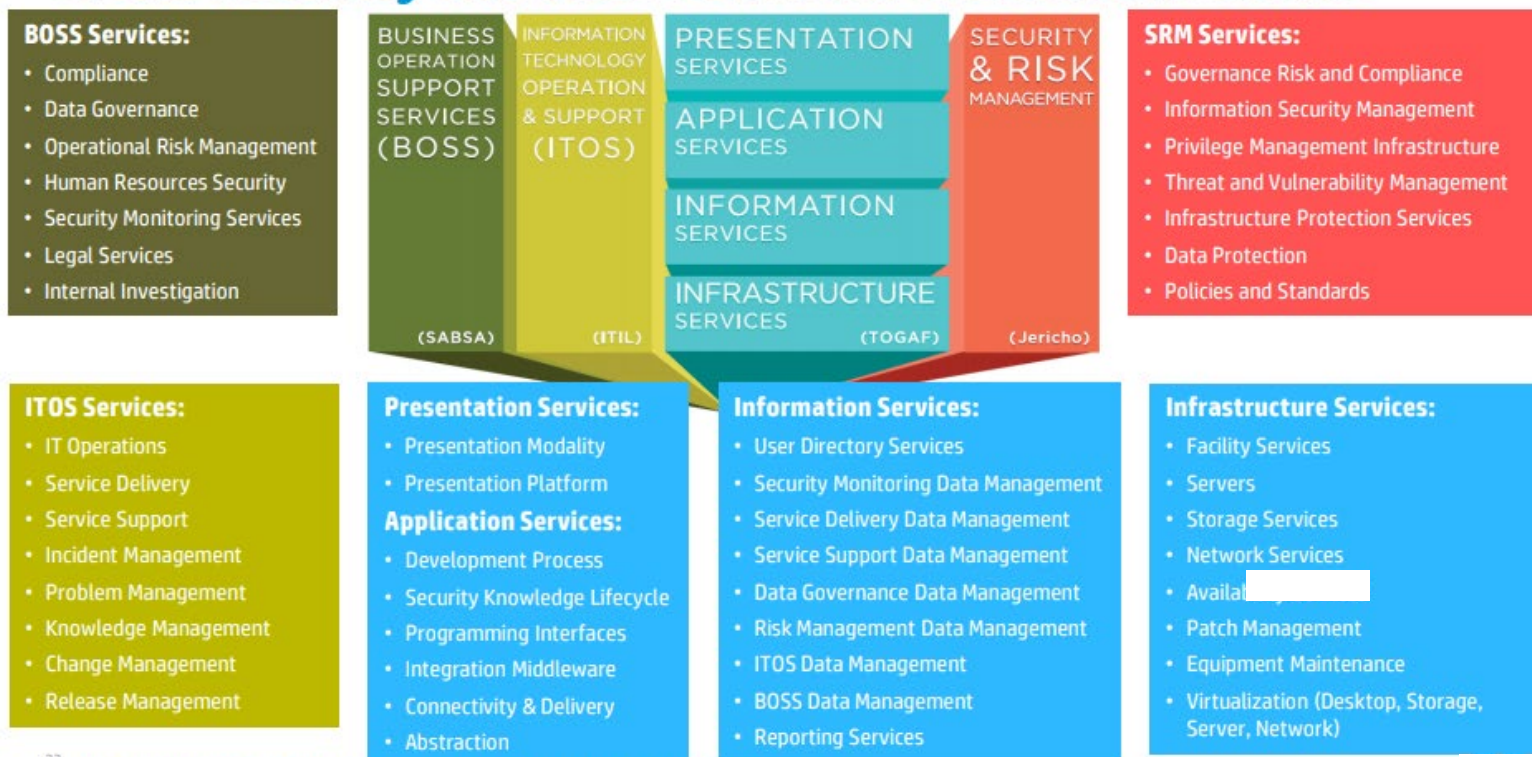 BOSS Services:
• Compliance
• Data Governance
• Operational Risk Management
• Human Resources Security
• Security Monitoring Services
• Legal Services
• Internal Investigation
BUSINESS
OPERATION
SUPPORT
SERVICES
(BOSS)
(SABSA)
INFORMATION
TECHNOLOGY
OPERATION
& SUPPORT
(ITOS)
(ITIL)
PRESENTATION
SERVICES
APPLICATION
SERVICES
INFORMATION
SERVICES
INFRASTRUCTURE
SERVICES
(TOGAF)
SECURITY
& RISK
MANAGEMENT
(Jericho)
SRM Services:
• Governance Risk and Compliance
• Information Security Management
• Privilege Management Infrastructure
• Threat and Vulnerability Management
• Infrastructure Protection Services
• Data Protection
• Policies and Standards
ITOS Services:
• IT Operations
• Service Delivery
• Service Support
• Incident Management
• Problem Management
• Knowledge Management
• Change Management
• Release Management
Presentation Services:
• Presentation Modality
• Presentation Platform
Application Services:
• Development Process
• Security Knowledge Lifecycle
• Programming Interfaces
• Integration Middleware
• Connectivity & Delivery
• Abstraction
Information Services:
• User Directory Services
• Security Monitoring Data Management
• Service Delivery Data Management
• Service Support Data Management
• Data Governance Data Management
• Risk Management Data Management
• ITOS Data Management
• BOSS Data Management
• Reporting Services
Infrastructure Services:
• Facility Services
• Servers
• Storage Services
• Network Services
• Patch Management
• Equipment Maintenance
• Virtualization (Desktop, Storage,
Server, Network)